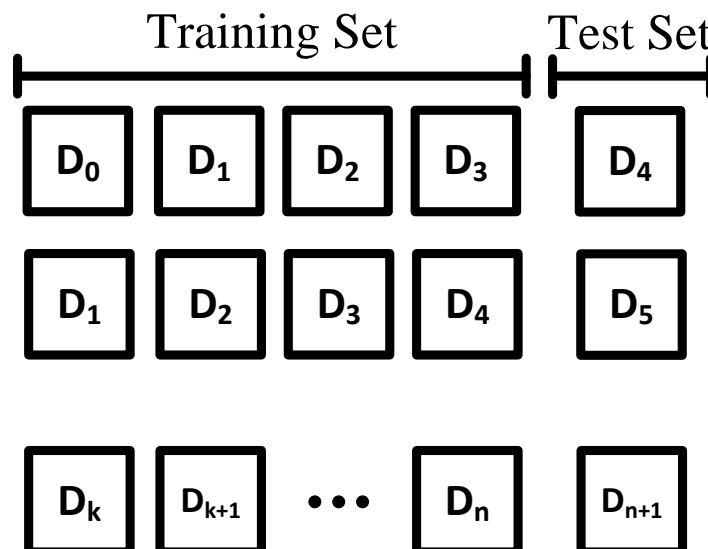 Training Set Test Set
D₀ D₁ D₂ D₃ D₄
D₁ D₂ D₃ D₄ D₅
Dₖ Dₖ₊₁ ••• Dₙ Dₙ₊₁